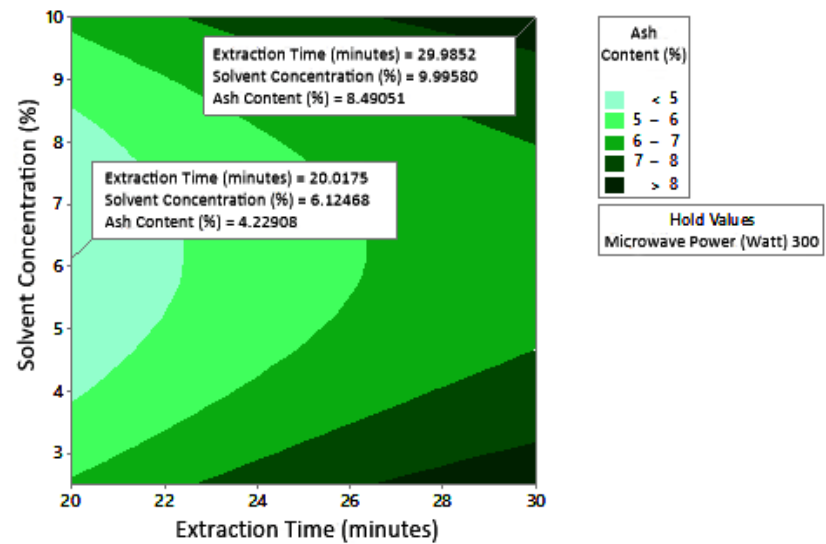 10
9
8
7
6
5
4
3
Solvent Concentration (%)
Extraction Time (minutes) = 29.9852
Solvent Concentration (%) = 9.99580
Ash Content (%) = 8.49051
Extraction Time (minutes) = 20.0175
Solvent Concentration (%) = 6.12468
Ash Content (%) = 4.22908
20 22 24 26 28 30
Extraction Time (minutes)
Ash
Content (%)
< 5
5 – 6
6 – 7
7 – 8
> 8
Hold Values
Microwave Power (Watt) 300